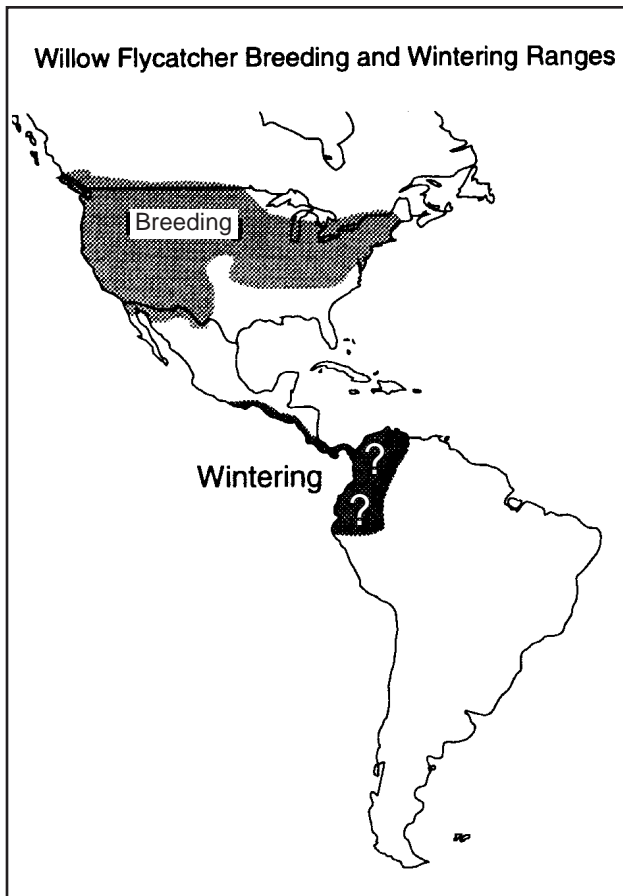 Willow Flycatcher Breeding and Wintering Ranges
Breeding
Wintering
?
?